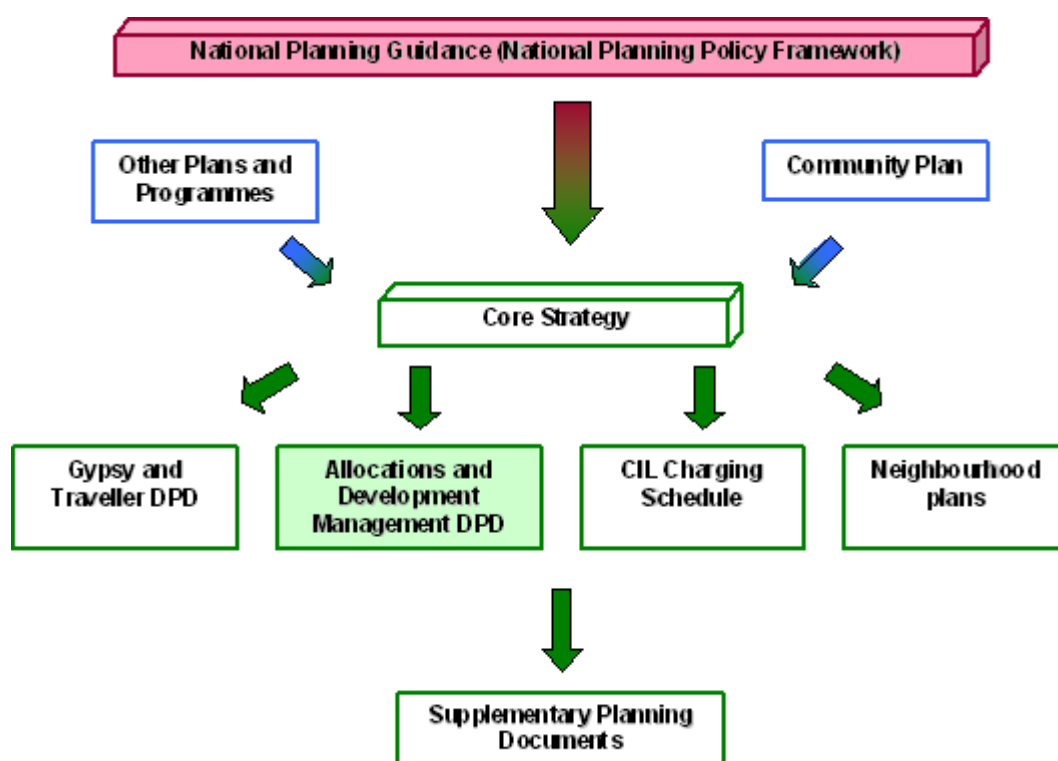 National Planning Guidance (National Planning Policy Framework)
Other Plans and
Programmes
Community Plan
Core Strategy
Gypsy and
Traveller DPD
Allocations and
Development
Management DPD
CIL Charging
Schedule
Neighbourhood
plans
Supplementary Planning
Documents